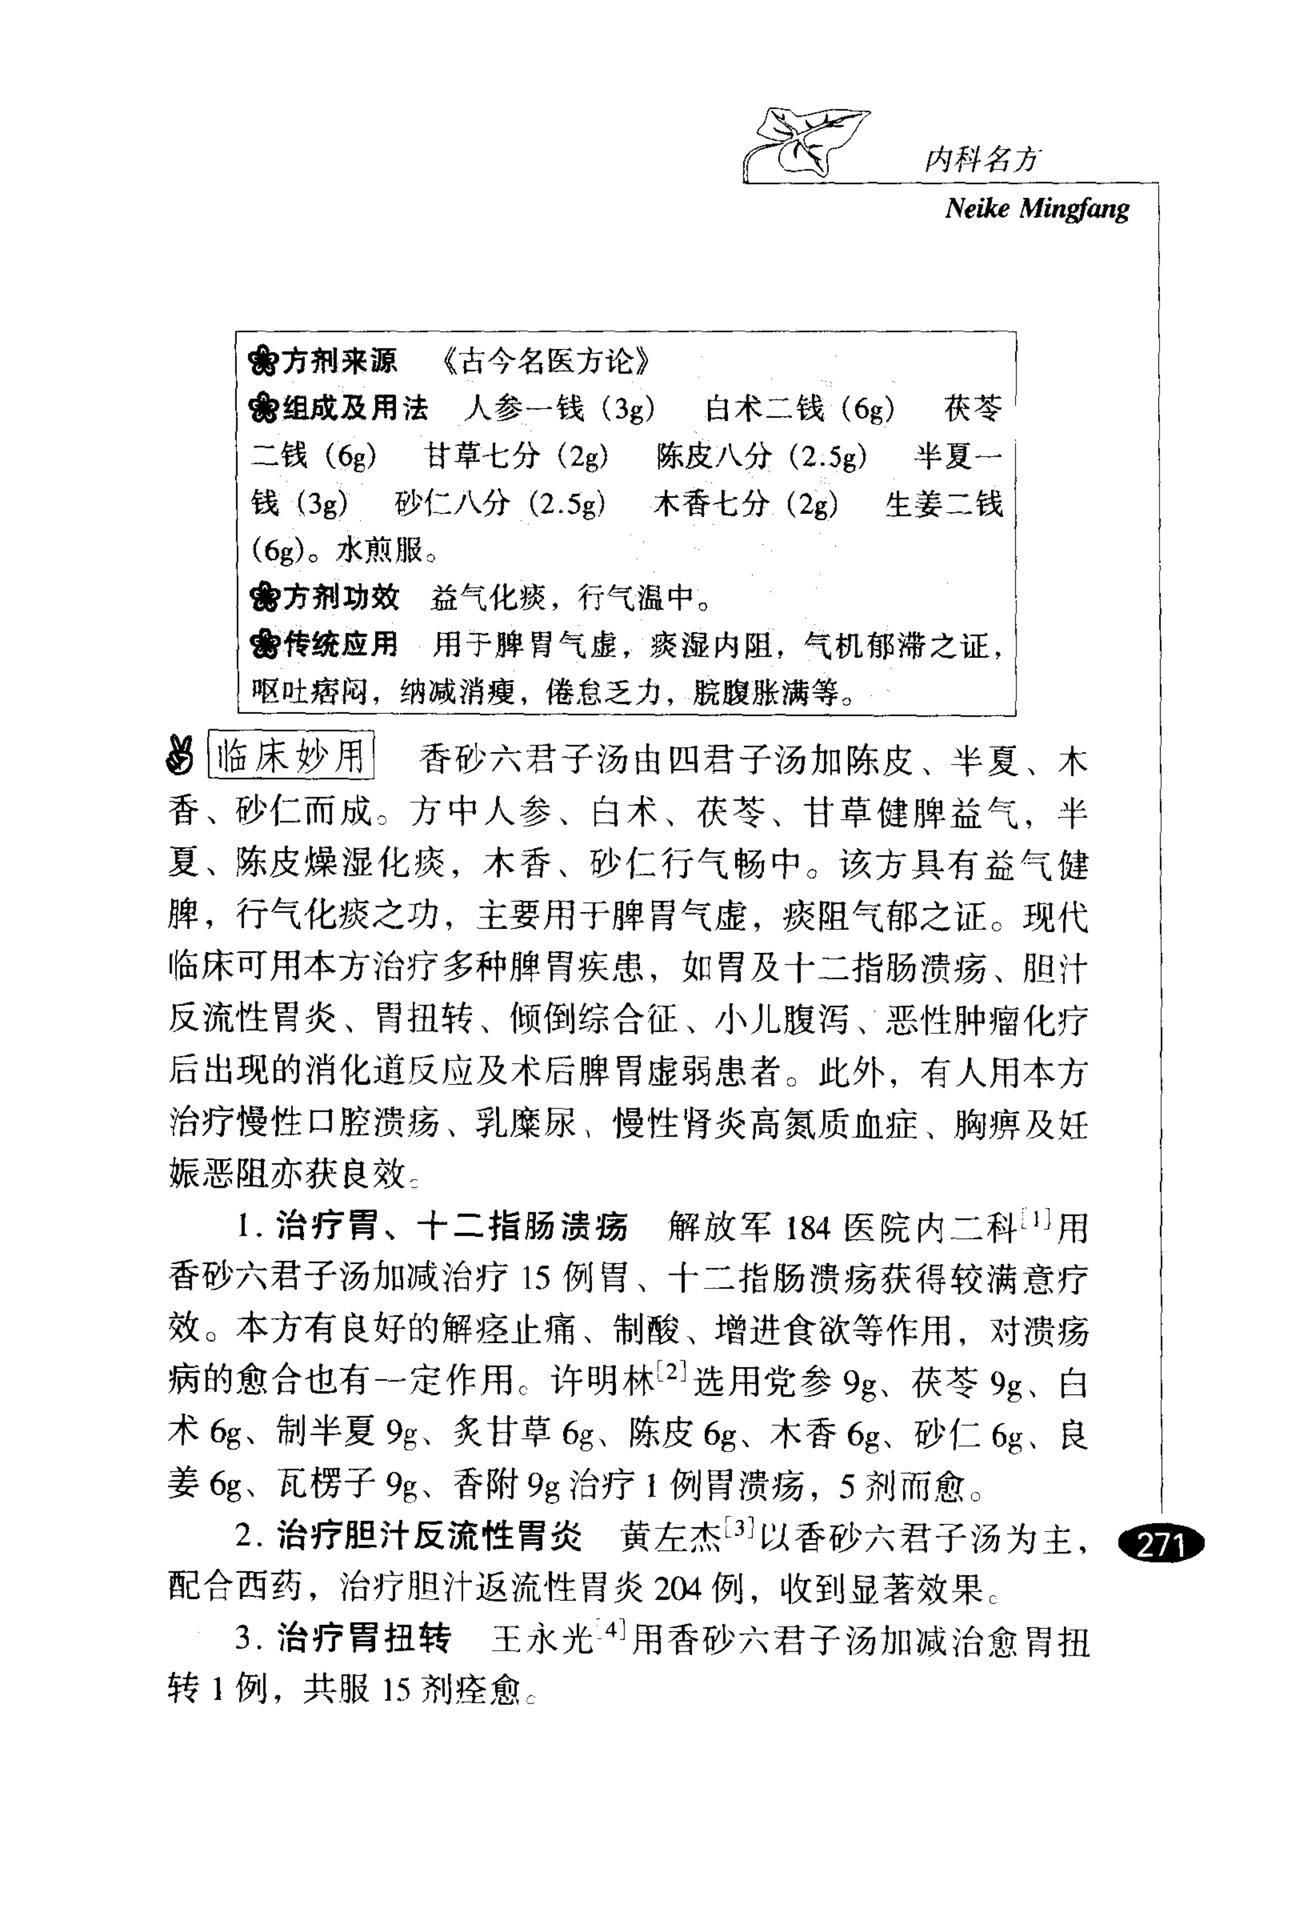 内科名方
Neike Mingfang
方剂来源 《古今名医方论》
组成及用法 人参一钱（3g） 白术二钱（6g） 茯苓
二钱（6g） 甘草七分（2g） 陈皮八分（2.5g） 半夏一
钱（3g） 砂仁八分（2.5g） 木香七分（2g） 生姜二钱
（6g）。水煎服。
方剂功效 益气化痰，行气温中。
传统应用 用于脾胃气虚，痰湿内阻，气机郁滞之证，
呕吐痞闷，纳减消瘦，倦怠乏力，脘腹胀满等。
临床妙用 香砂六君子汤由四君子汤加陈皮、半夏、木
香、砂仁而成。方中人参、白术、茯苓、甘草健脾益气，半
夏、陈皮燥湿化痰，木香、砂仁行气畅中。该方具有益气健
脾，行气化痰之功，主要用于脾胃气虚，痰阻气郁之证。现代
临床可用本方治疗多种脾胃疾患，如胃及十二指肠溃疡、胆汁
反流性胃炎、胃扭转、倾倒综合征、小儿腹泻、恶性肿瘤化疗
后出现的消化道反应及术后脾胃虚弱患者。此外，有人用本方
治疗慢性口腔溃疡、乳糜尿、慢性肾炎高氮质血症、胸痹及妊
娠恶阻亦获良效。
1. 治疗胃、十二指肠溃疡 解放军 184 医院内二科[1]用
香砂六君子汤加减治疗 15 例胃、十二指肠溃疡获得较满意疗
效。本方有良好的解痉止痛、制酸、增进食欲等作用，对溃疡
病的愈合也有一定作用。许明林[2]选用党参 9g、茯苓 9g、白
术 6g、制半夏 9g、炙甘草 6g、陈皮 6g、木香 6g、砂仁 6g、良
姜 6g、瓦楞子 9g、香附 9g 治疗 1 例胃溃疡，5 剂而愈。
2. 治疗胆汁反流性胃炎 黄左杰[3]以香砂六君子汤为主，
配合西药，治疗胆汁返流性胃炎 204 例，收到显著效果。
3. 治疗胃扭转 王永光[4]用香砂六君子汤加减治愈胃扭
转 1 例，共服 15 剂痊愈。
271